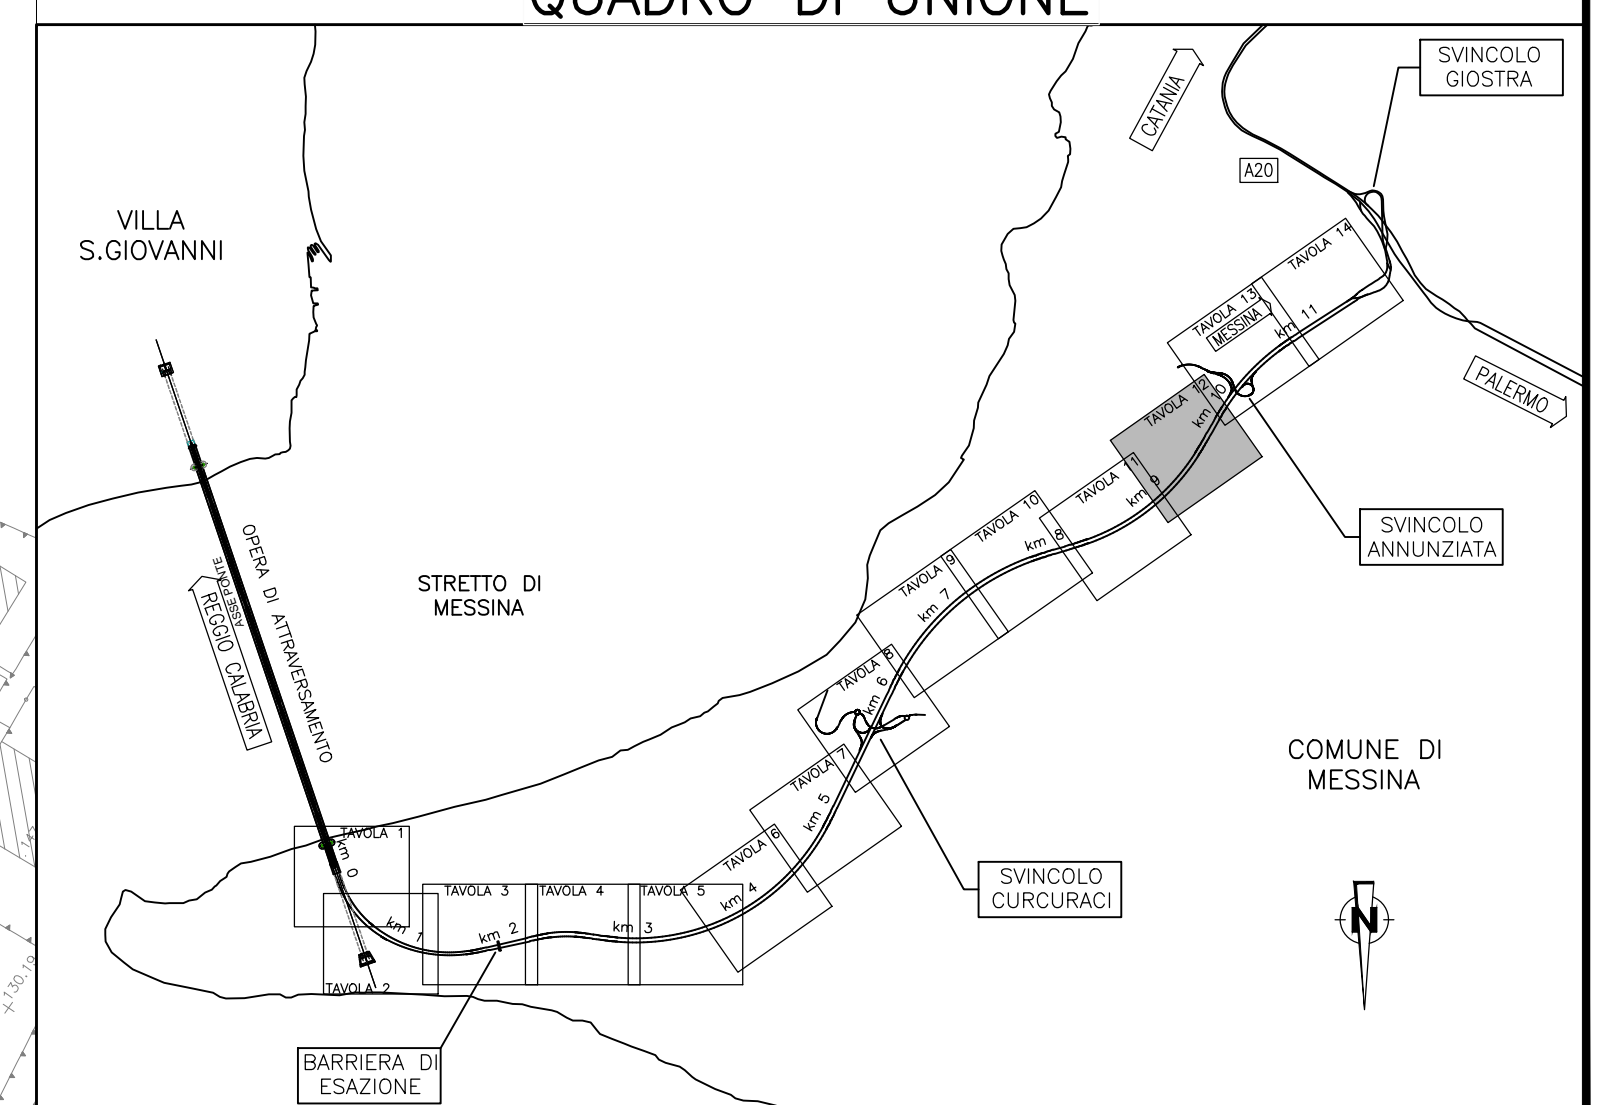 QUADRO DI UNIONE
SVINCOLO
GIOSTRA
CATANIA
A20
VILLA
S.GIOVANNI
TAVOLA 14
TAVOLA 13
MESSINA
km 11
PALERMO
TAVOLA 12
km 10
TAVOLA 11
km 9
TAVOLA 10
km 8
SVINCOLO
ANNUNZIATA
TAVOLA 9
km 7
OPERA DI ATTRAVERSAMENTO
ASSE PONTE
REGGIO CALABRIA
STRETTO DI
MESSINA
TAVOLA 8
km 6
TAVOLA 7
km 5
COMUNE DI
MESSINA
TAVOLA 6
km 4
TAVOLA 1
km 0
SVINCOLO
CURCURACI
TAVOLA 3
TAVOLA 4
TAVOLA 5
km 1
km 2
km 3
N
TAVOLA 2
+130.19
BARRIERA DI
ESAZIONE